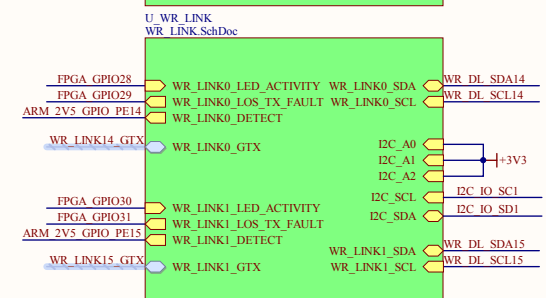 U_WR_LINK
WR_LINK.SchDoc
FPGA_GPIO28 WR_LINK0_LED_ACTIVITY WR_LINK0_SDA WR_DL_SDA14
FPGA_GPIO29 WR_LINK0_LOS_TX_FAULT WR_LINK0_SCL WR_DL_SCL14
ARM_2V5_GPIO_PE14 WR_LINK0_DETECT
WR_LINK14_GTX WR_LINK0_GTX I2C_A0
I2C_A1 +3V3
I2C_A2
I2C_SCL I2C_IO_SC1
FPGA_GPIO30 WR_LINK1_LED_ACTIVITY I2C_SDA I2C_IO_SD1
FPGA_GPIO31 WR_LINK1_LOS_TX_FAULT
ARM_2V5_GPIO_PE15 WR_LINK1_DETECT WR_LINK1_SDA WR_DL_SDA15
WR_LINK15_GTX WR_LINK1_GTX WR_LINK1_SCL WR_DL_SCL15